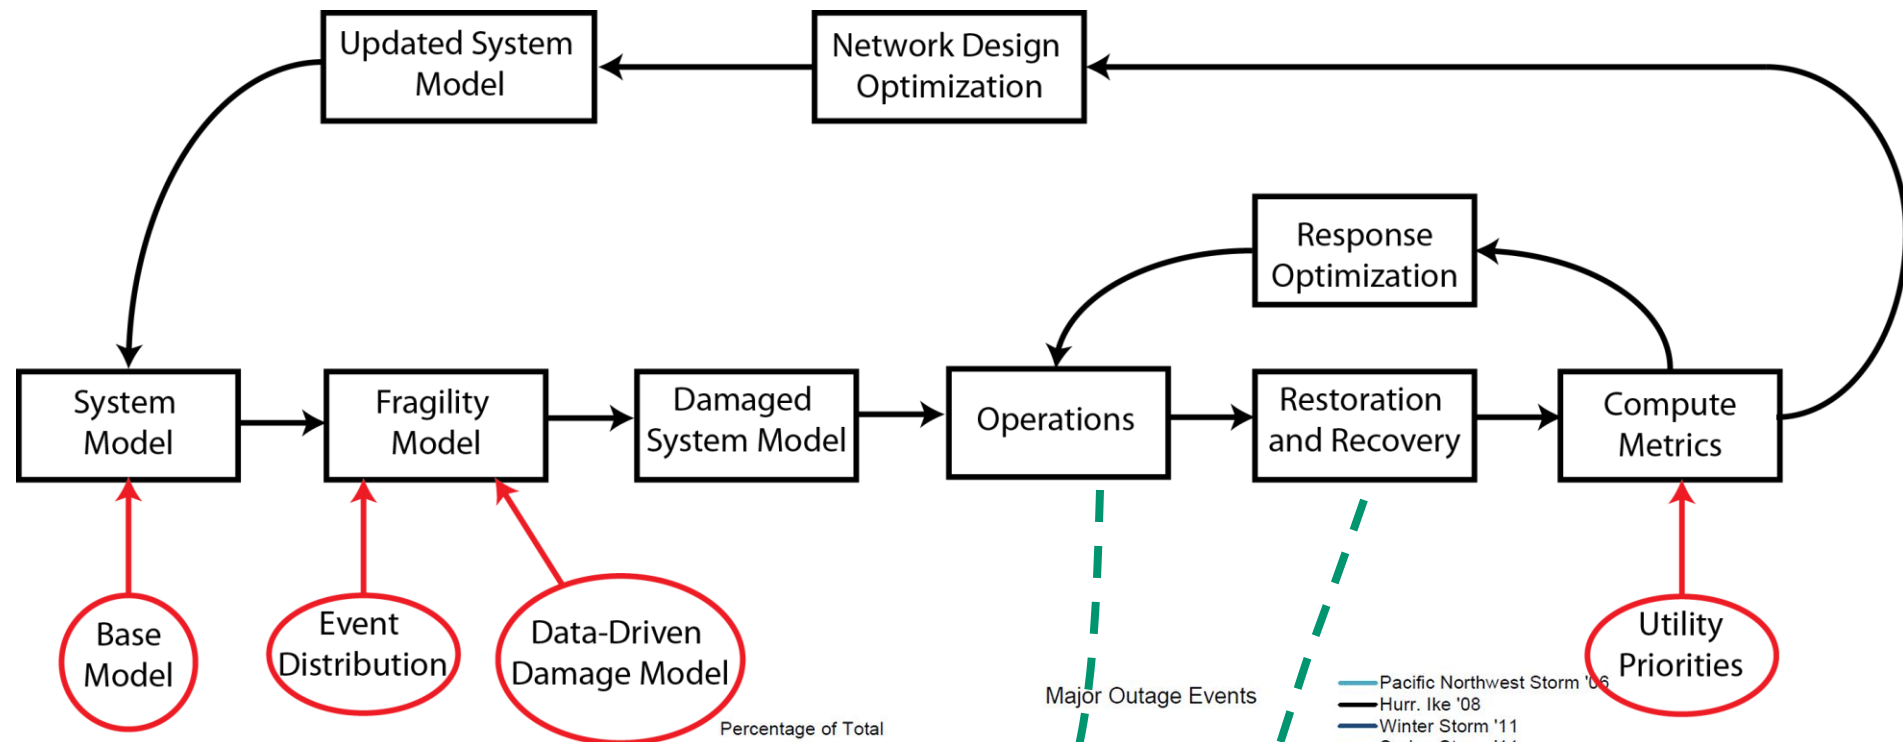 Updated System
Model
Network Design
Optimization
Response
Optimization
System
Model
Fragility
Model
Damaged
System Model
Operations
Restoration
and Recovery
Compute
Metrics
Base
Model
Event
Distribution
Data-Driven
Damage Model
Utility
Priorities
Percentage of Total
Major Outage Events
Pacific Northwest Storm '06
Hurr. Ike '08
Winter Storm '11